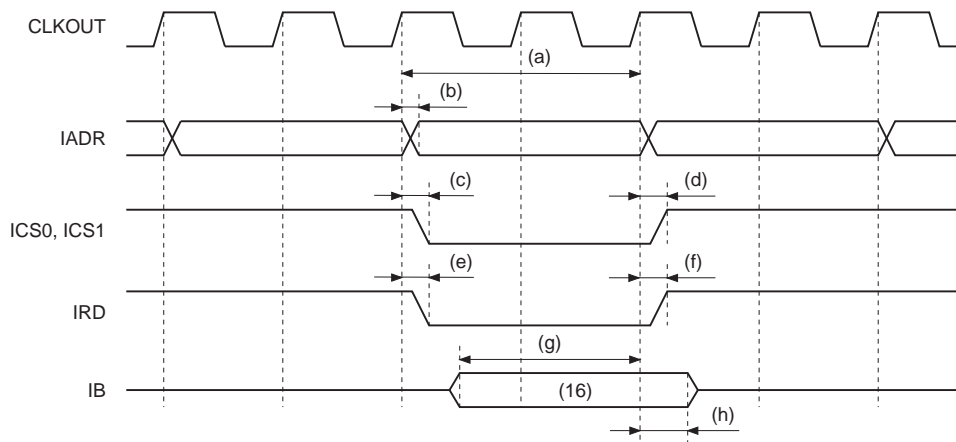 CLKOUT
(a)
(b)
IADR
(c)
(d)
ICS0, ICS1
(e)
(f)
IRD
(g)
IB
(16)
(h)